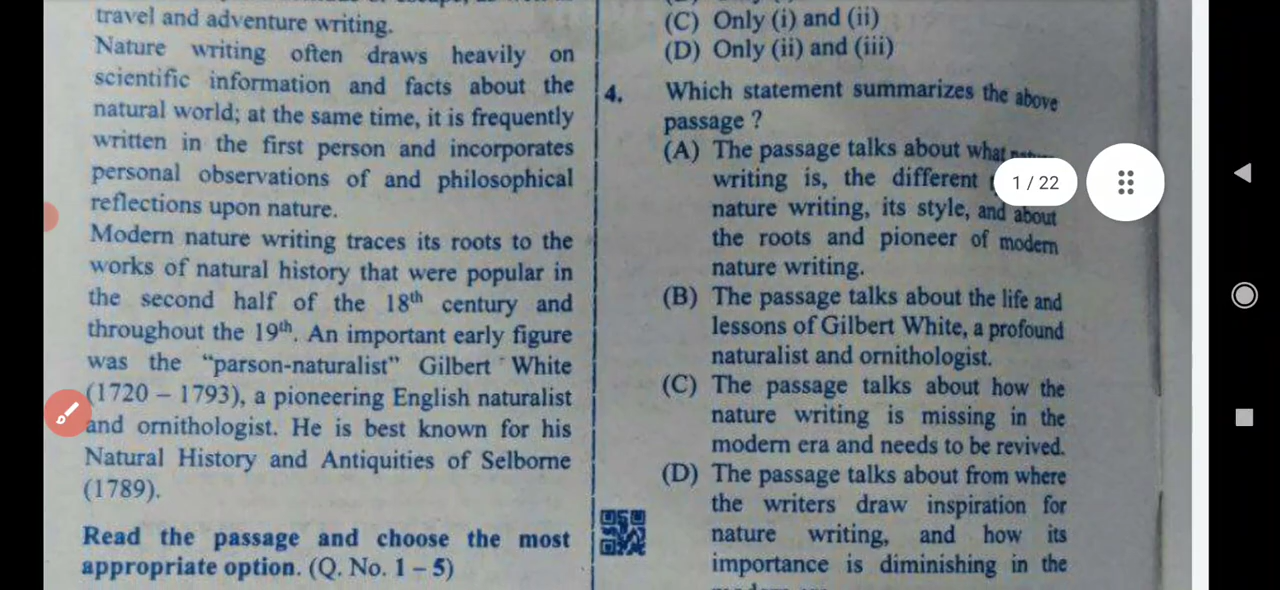 travel and adventure writing.
Nature writing often draws heavily on
scientific information and facts about the
natural world; at the same time, it is frequently
written in the first person and incorporates
personal observations of and philosophical
reflections upon nature.
Modern nature writing traces its roots to the
works of natural history that were popular in
the second half of the 18th century and
throughout the 19th. An important early figure
was the “parson-naturalist” Gilbert White
(1720 – 1793), a pioneering English naturalist
and ornithologist. He is best known for his
Natural History and Antiquities of Selborne
(1789).
Read the passage and choose the most
appropriate option. (Q. No. 1 – 5)
(C) Only (i) and (ii)
(D) Only (ii) and (iii)
4. Which statement summarizes the above
passage ?
(A) The passage talks about what
writing is, the different
nature writing, its style, and about
the roots and pioneer of modern
nature writing.
(B) The passage talks about the life and
lessons of Gilbert White, a profound
naturalist and ornithologist.
(C) The passage talks about how the
nature writing is missing in the
modern era and needs to be revived.
(D) The passage talks about from where
the writers draw inspiration for
nature writing, and how its
importance is diminishing in the
1 / 22